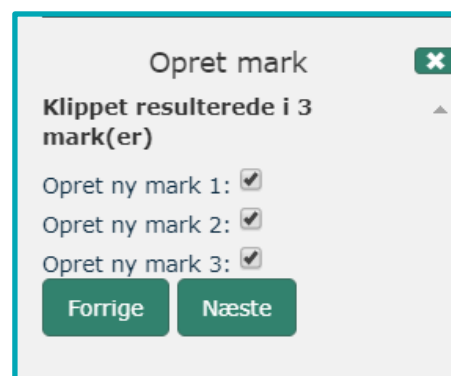 Opret mark
Klippet resulterede i 3
mark(er)
Opret ny mark 1:
Opret ny mark 2:
Opret ny mark 3:
Forrige Næste